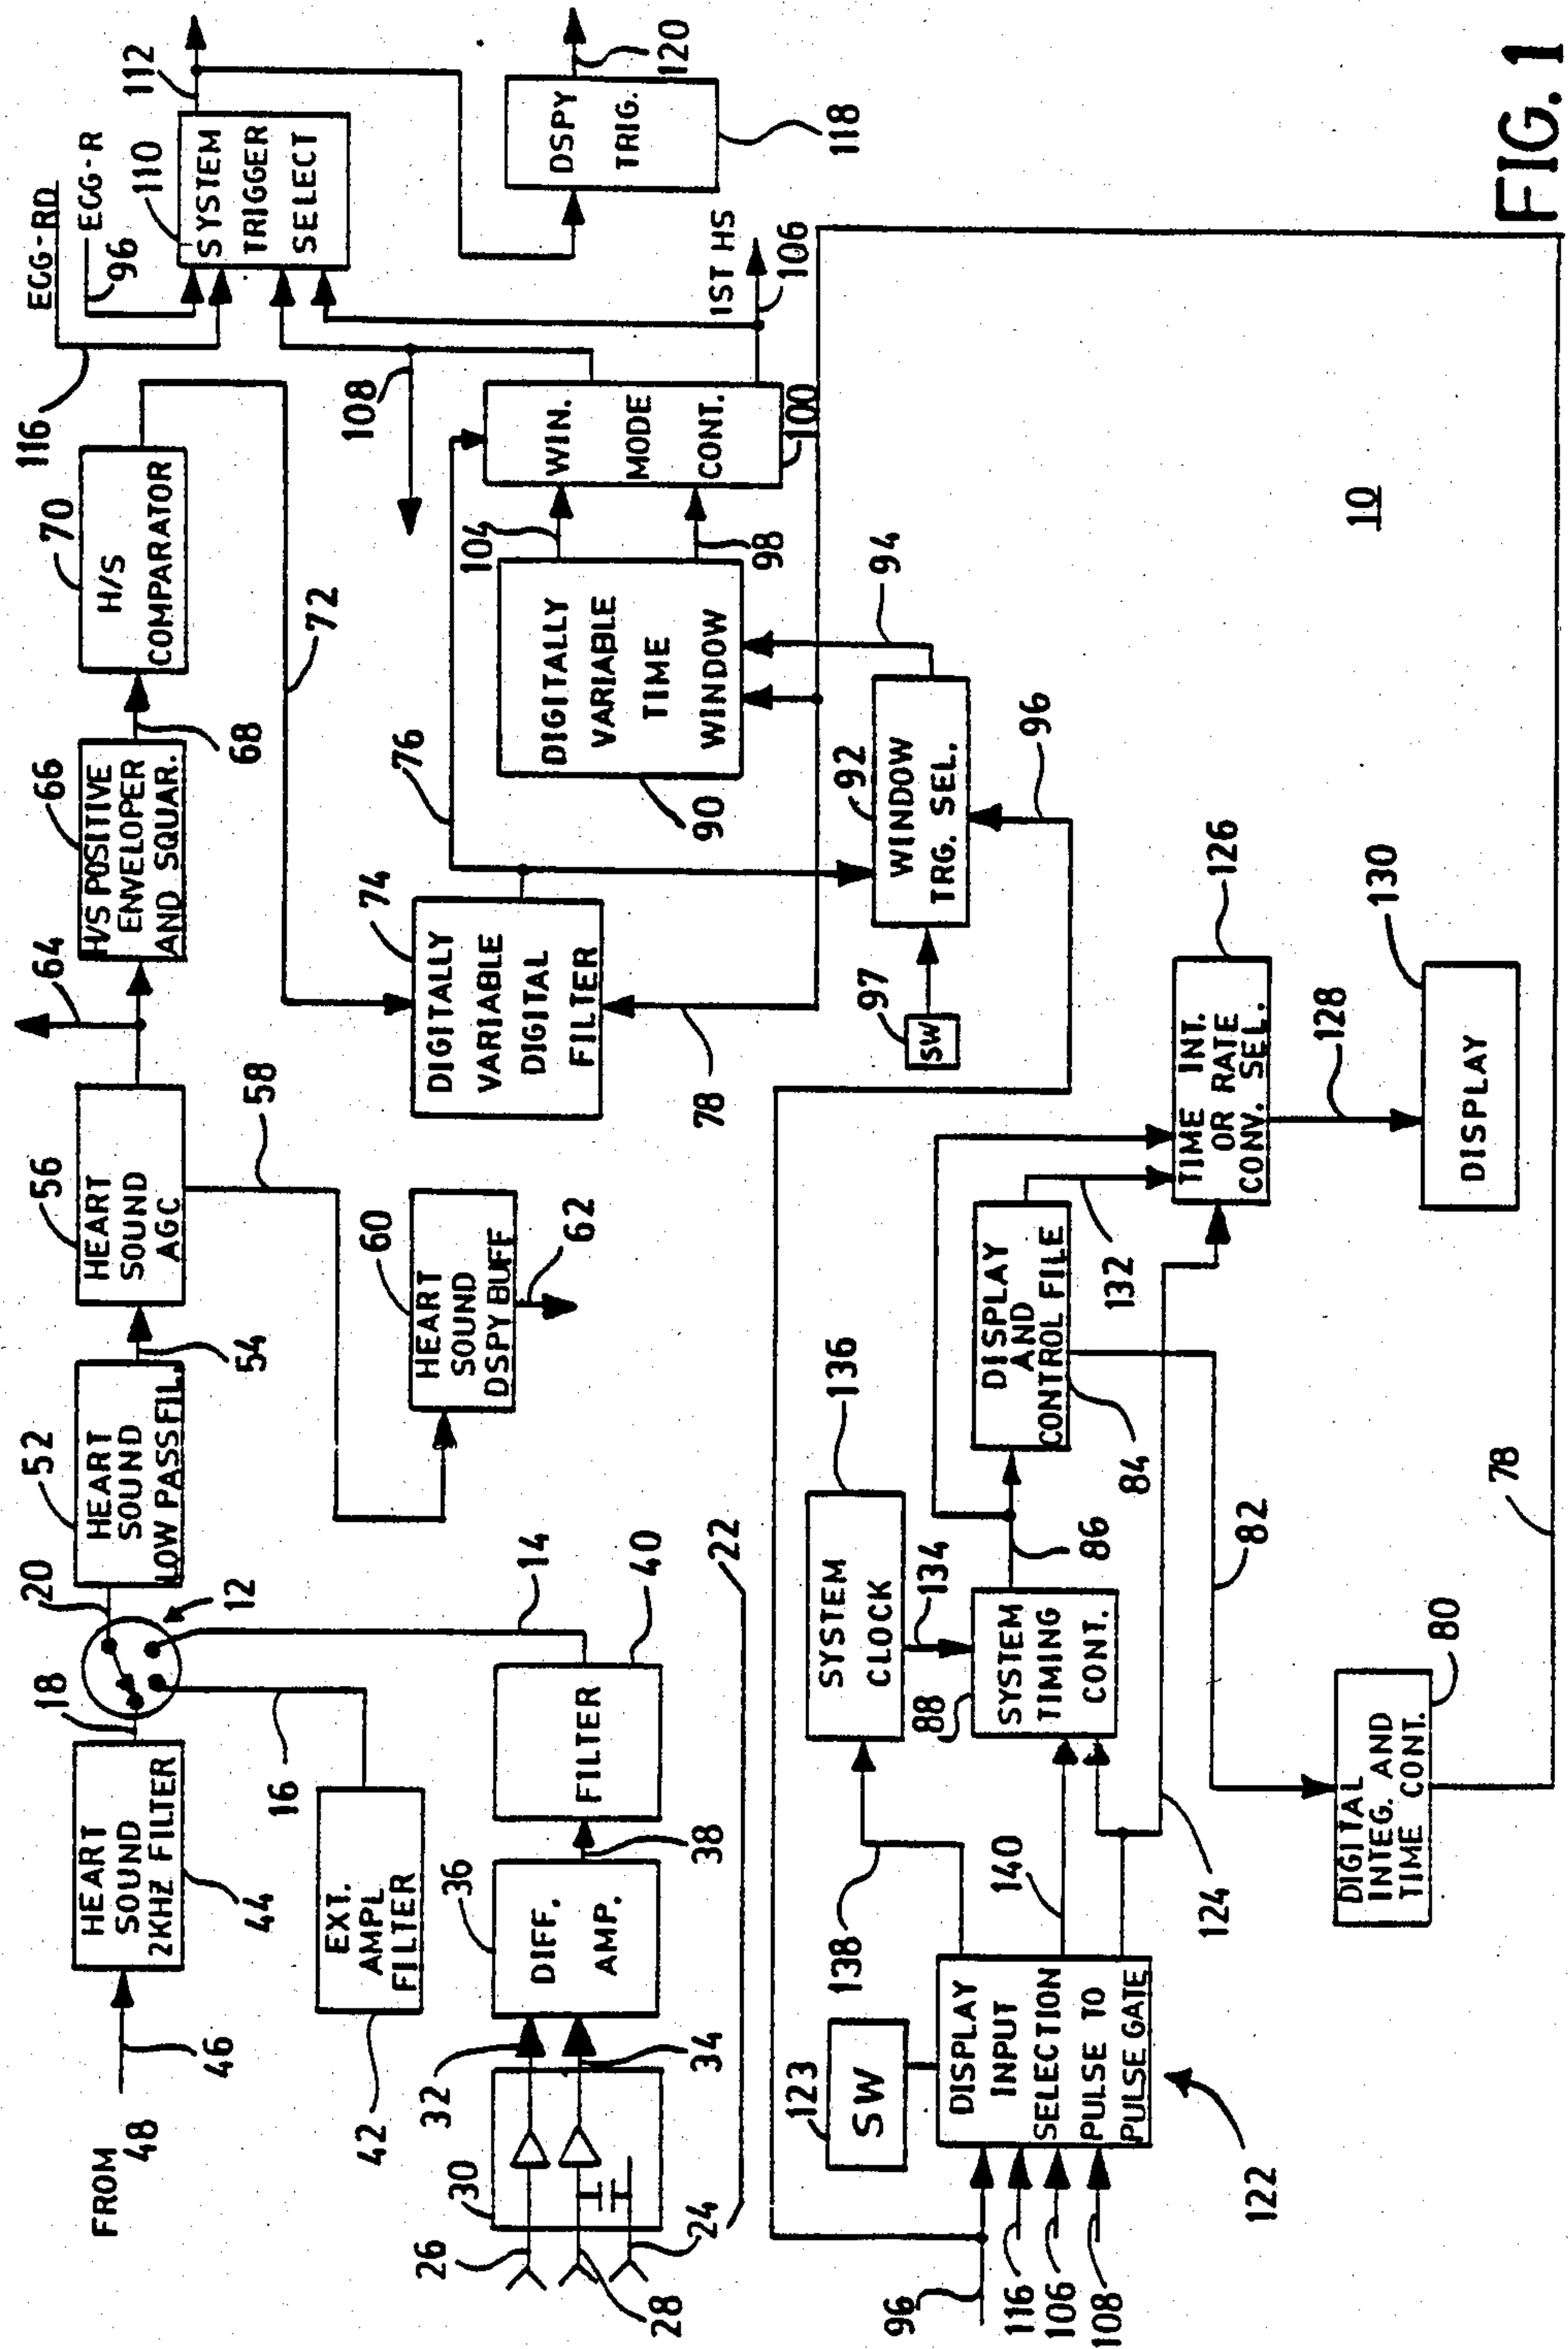 FROM
48
46
HEART
SOUND
2KHZ FILTER
44
18
20
12
16
14
52
HEART
SOUND
LOW PASS FIL.
54
56
HEART
SOUND
AGC
58
64
66
H/S POSITIVE
ENVELOPER
AND SQUAR.
68
70
H/S
COMPARATOR
72
116
ECG-RD
ECG-R
96
110
SYSTEM
TRIGGER
SELECT
112
EXT.
AMPL
FILTER
42
60
HEART
SOUND
DSPY BUFF
62
26
28
24
30
32
34
36
DIFF.
AMP.
38
FILTER
40
22
74
DIGITALLY
VARIABLE
DIGITAL
FILTER
76
78
DIGITALLY
VARIABLE
TIME
WINDOW
90
104
98
108
WIN.
MODE
CONT.
100
1ST HS
106
DSPY
TRIG.
118
120
97
SW
92
WINDOW
TRG. SEL.
94
96
123
SW
138
SYSTEM
CLOCK
136
134
96
116
106
108
DISPLAY
INPUT
SELECTION
PULSE TO
PULSE GATE
122
140
124
88
SYSTEM
TIMING
CONT.
86
DISPLAY
AND
CONTROL FILE
84
132
82
TIME INT.
OR RATE
CONV. SEL.
126
128
DISPLAY
130
DIGITAL
INTEG. AND
TIME CONT.
80
78
10
FIG. 1